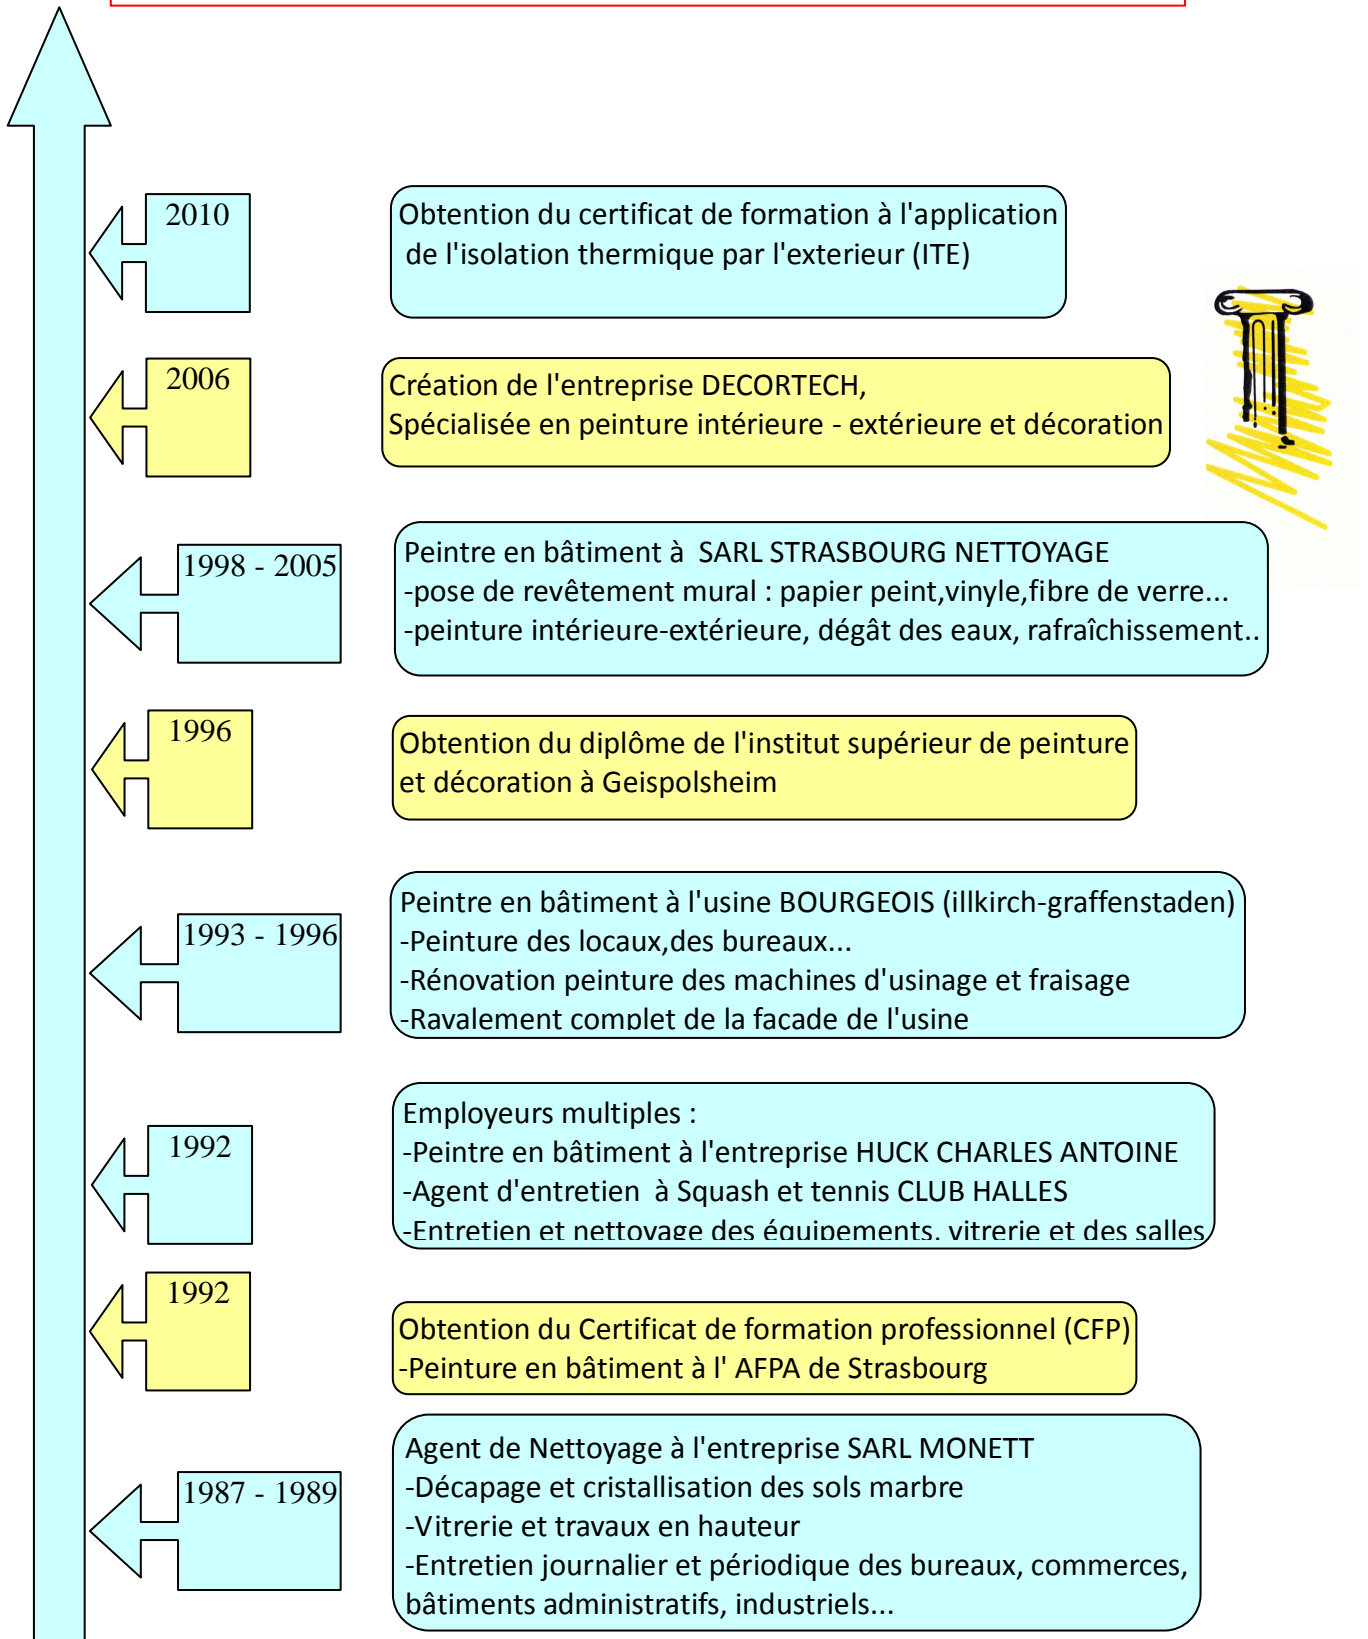 2010
Obtention du certificat de formation à l'application
de l'isolation thermique par l'exterieur (ITE)
2006
Création de l'entreprise DECORTECH,
Spécialisée en peinture intérieure - extérieure et décoration
1998 - 2005
Peintre en bâtiment à SARL STRASBOURG NETTOYAGE
-pose de revêtement mural : papier peint,vinyle,fibre de verre...
-peinture intérieure-extérieure, dégât des eaux, rafraîchissement..
1996
Obtention du diplôme de l'institut supérieur de peinture
et décoration à Geispolsheim
1993 - 1996
Peintre en bâtiment à l'usine BOURGEOIS (illkirch-graffenstaden)
-Peinture des locaux,des bureaux...
-Rénovation peinture des machines d'usinage et fraisage
-Ravalement complet de la facade de l'usine
1992
Employeurs multiples :
-Peintre en bâtiment à l'entreprise HUCK CHARLES ANTOINE
-Agent d'entretien à Squash et tennis CLUB HALLES
-Entretien et nettoyage des équipements, vitrerie et des salles
1992
Obtention du Certificat de formation professionnel (CFP)
-Peinture en bâtiment à l' AFPA de Strasbourg
1987 - 1989
Agent de Nettoyage à l'entreprise SARL MONETT
-Décapage et cristallisation des sols marbre
-Vitrerie et travaux en hauteur
-Entretien journalier et périodique des bureaux, commerces,
bâtiments administratifs, industriels...